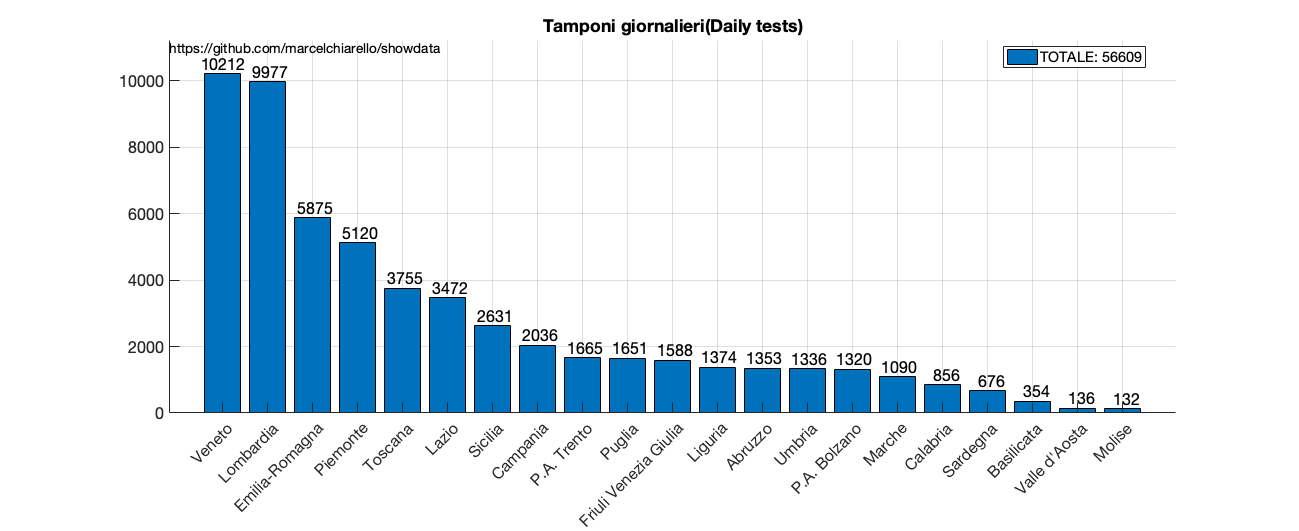 Tamponi giornalieri(Daily tests)
https://github.com/marcelchiarello/showdata
TOTALE: 56609
10212
9977
5875
5120
3755
3472
2631
2036
1665
1651
1588
1374
1353
1336
1320
1090
856
676
354
136
132
10000
8000
6000
4000
2000
0
Veneto
Lombardia
Emilia-Romagna
Piemonte
Toscana
Lazio
Sicilia
Campania
P.A. Trento
Puglia
Friuli Venezia Giulia
Liguria
Abruzzo
Umbria
P.A. Bolzano
Marche
Calabria
Sardegna
Basilicata
Valle d'Aosta
Molise